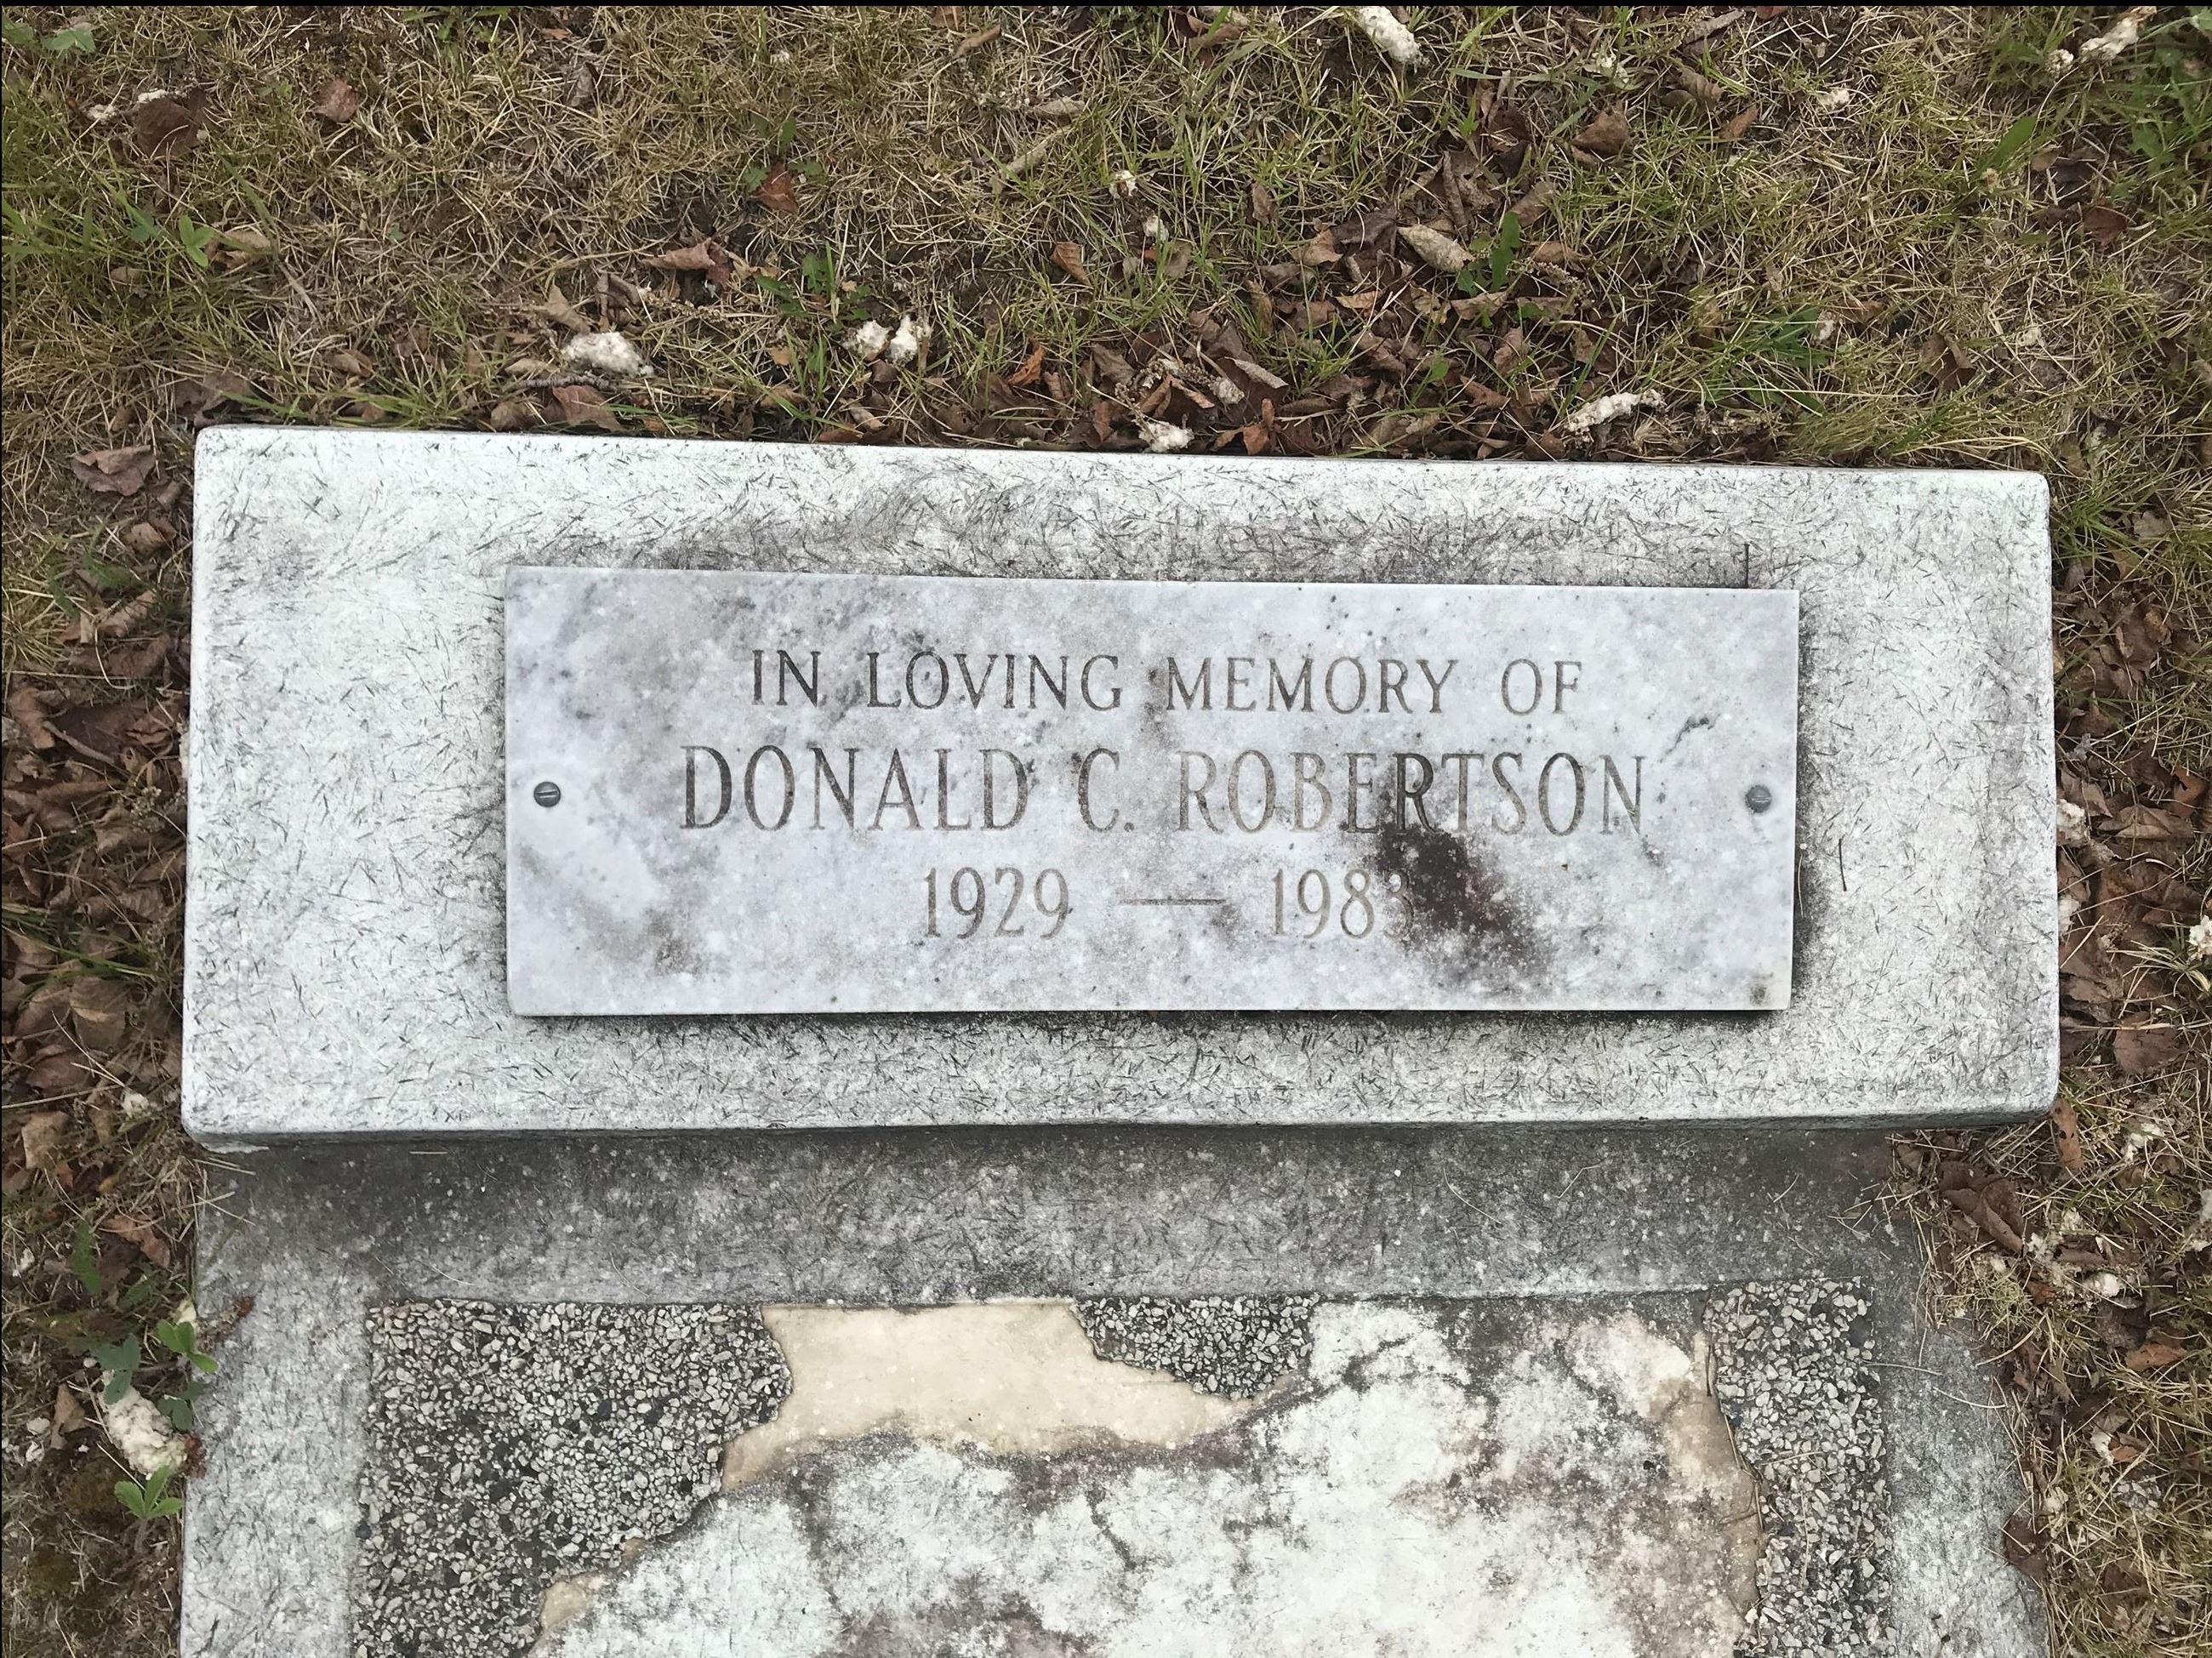 IN LOVING MEMORY OF
DONALD C. ROBERTSON
1929 — 1983